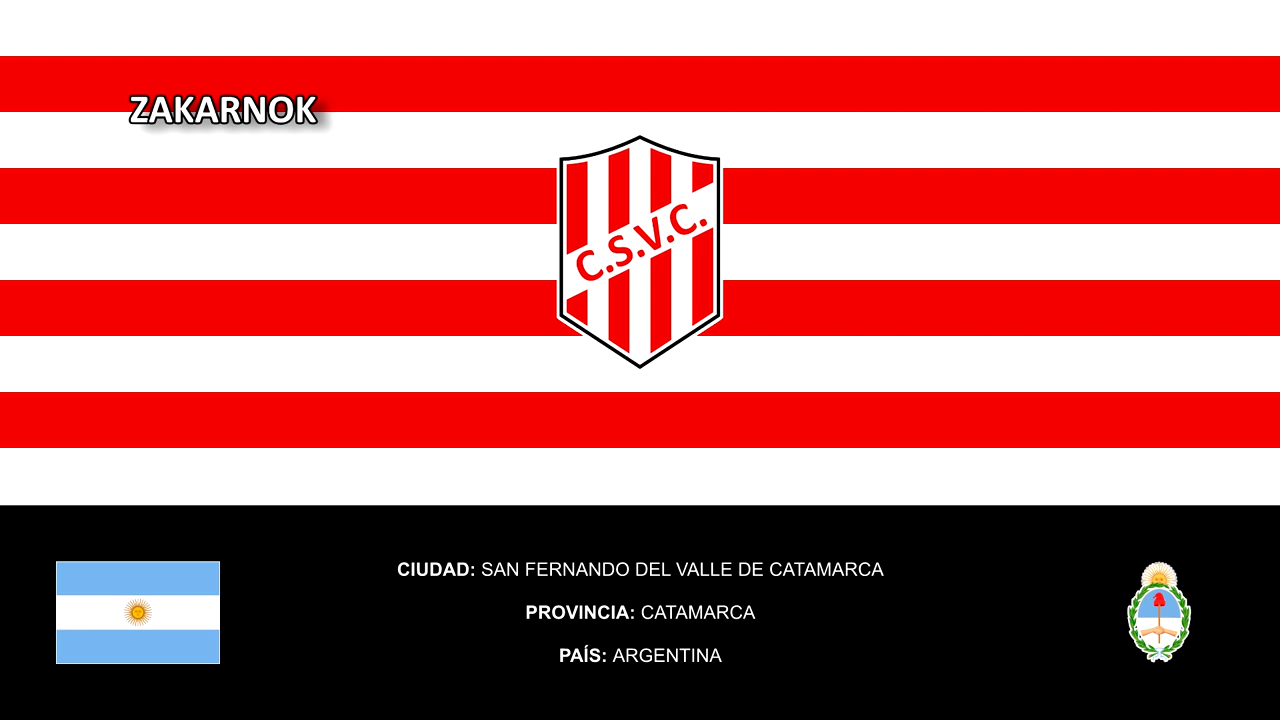 ZAKARNOK
C.S.V.C.
CIUDAD: SAN FERNANDO DEL VALLE DE CATAMARCA
PROVINCIA: CATAMARCA
PAÍS: ARGENTINA